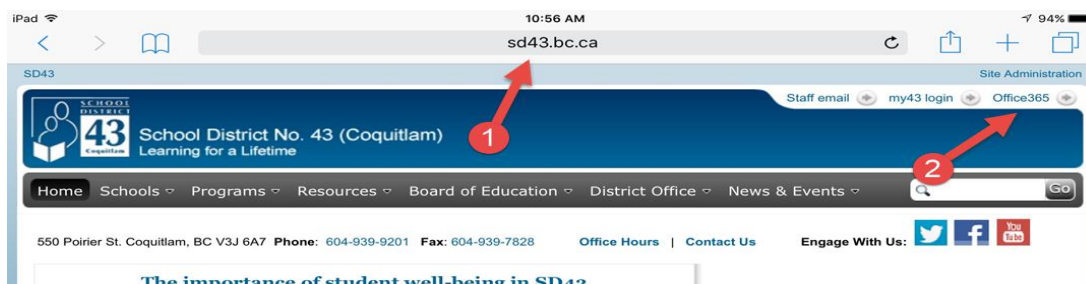 iPad 10:56 AM 94%
sd43.bc.ca
SD43 Site Administration
Staff email my43 login Office365
SCHOOL
DISTRICT
43
Coquitlam
School District No. 43 (Coquitlam)
Learning for a Lifetime
1
2
Home Schools Programs Resources Board of Education District Office News & Events Go
550 Poirier St. Coquitlam, BC V3J 6A7 Phone: 604-939-9201 Fax: 604-939-7828 Office Hours | Contact Us Engage With Us: You Tube
The importance of student well-being in SD43